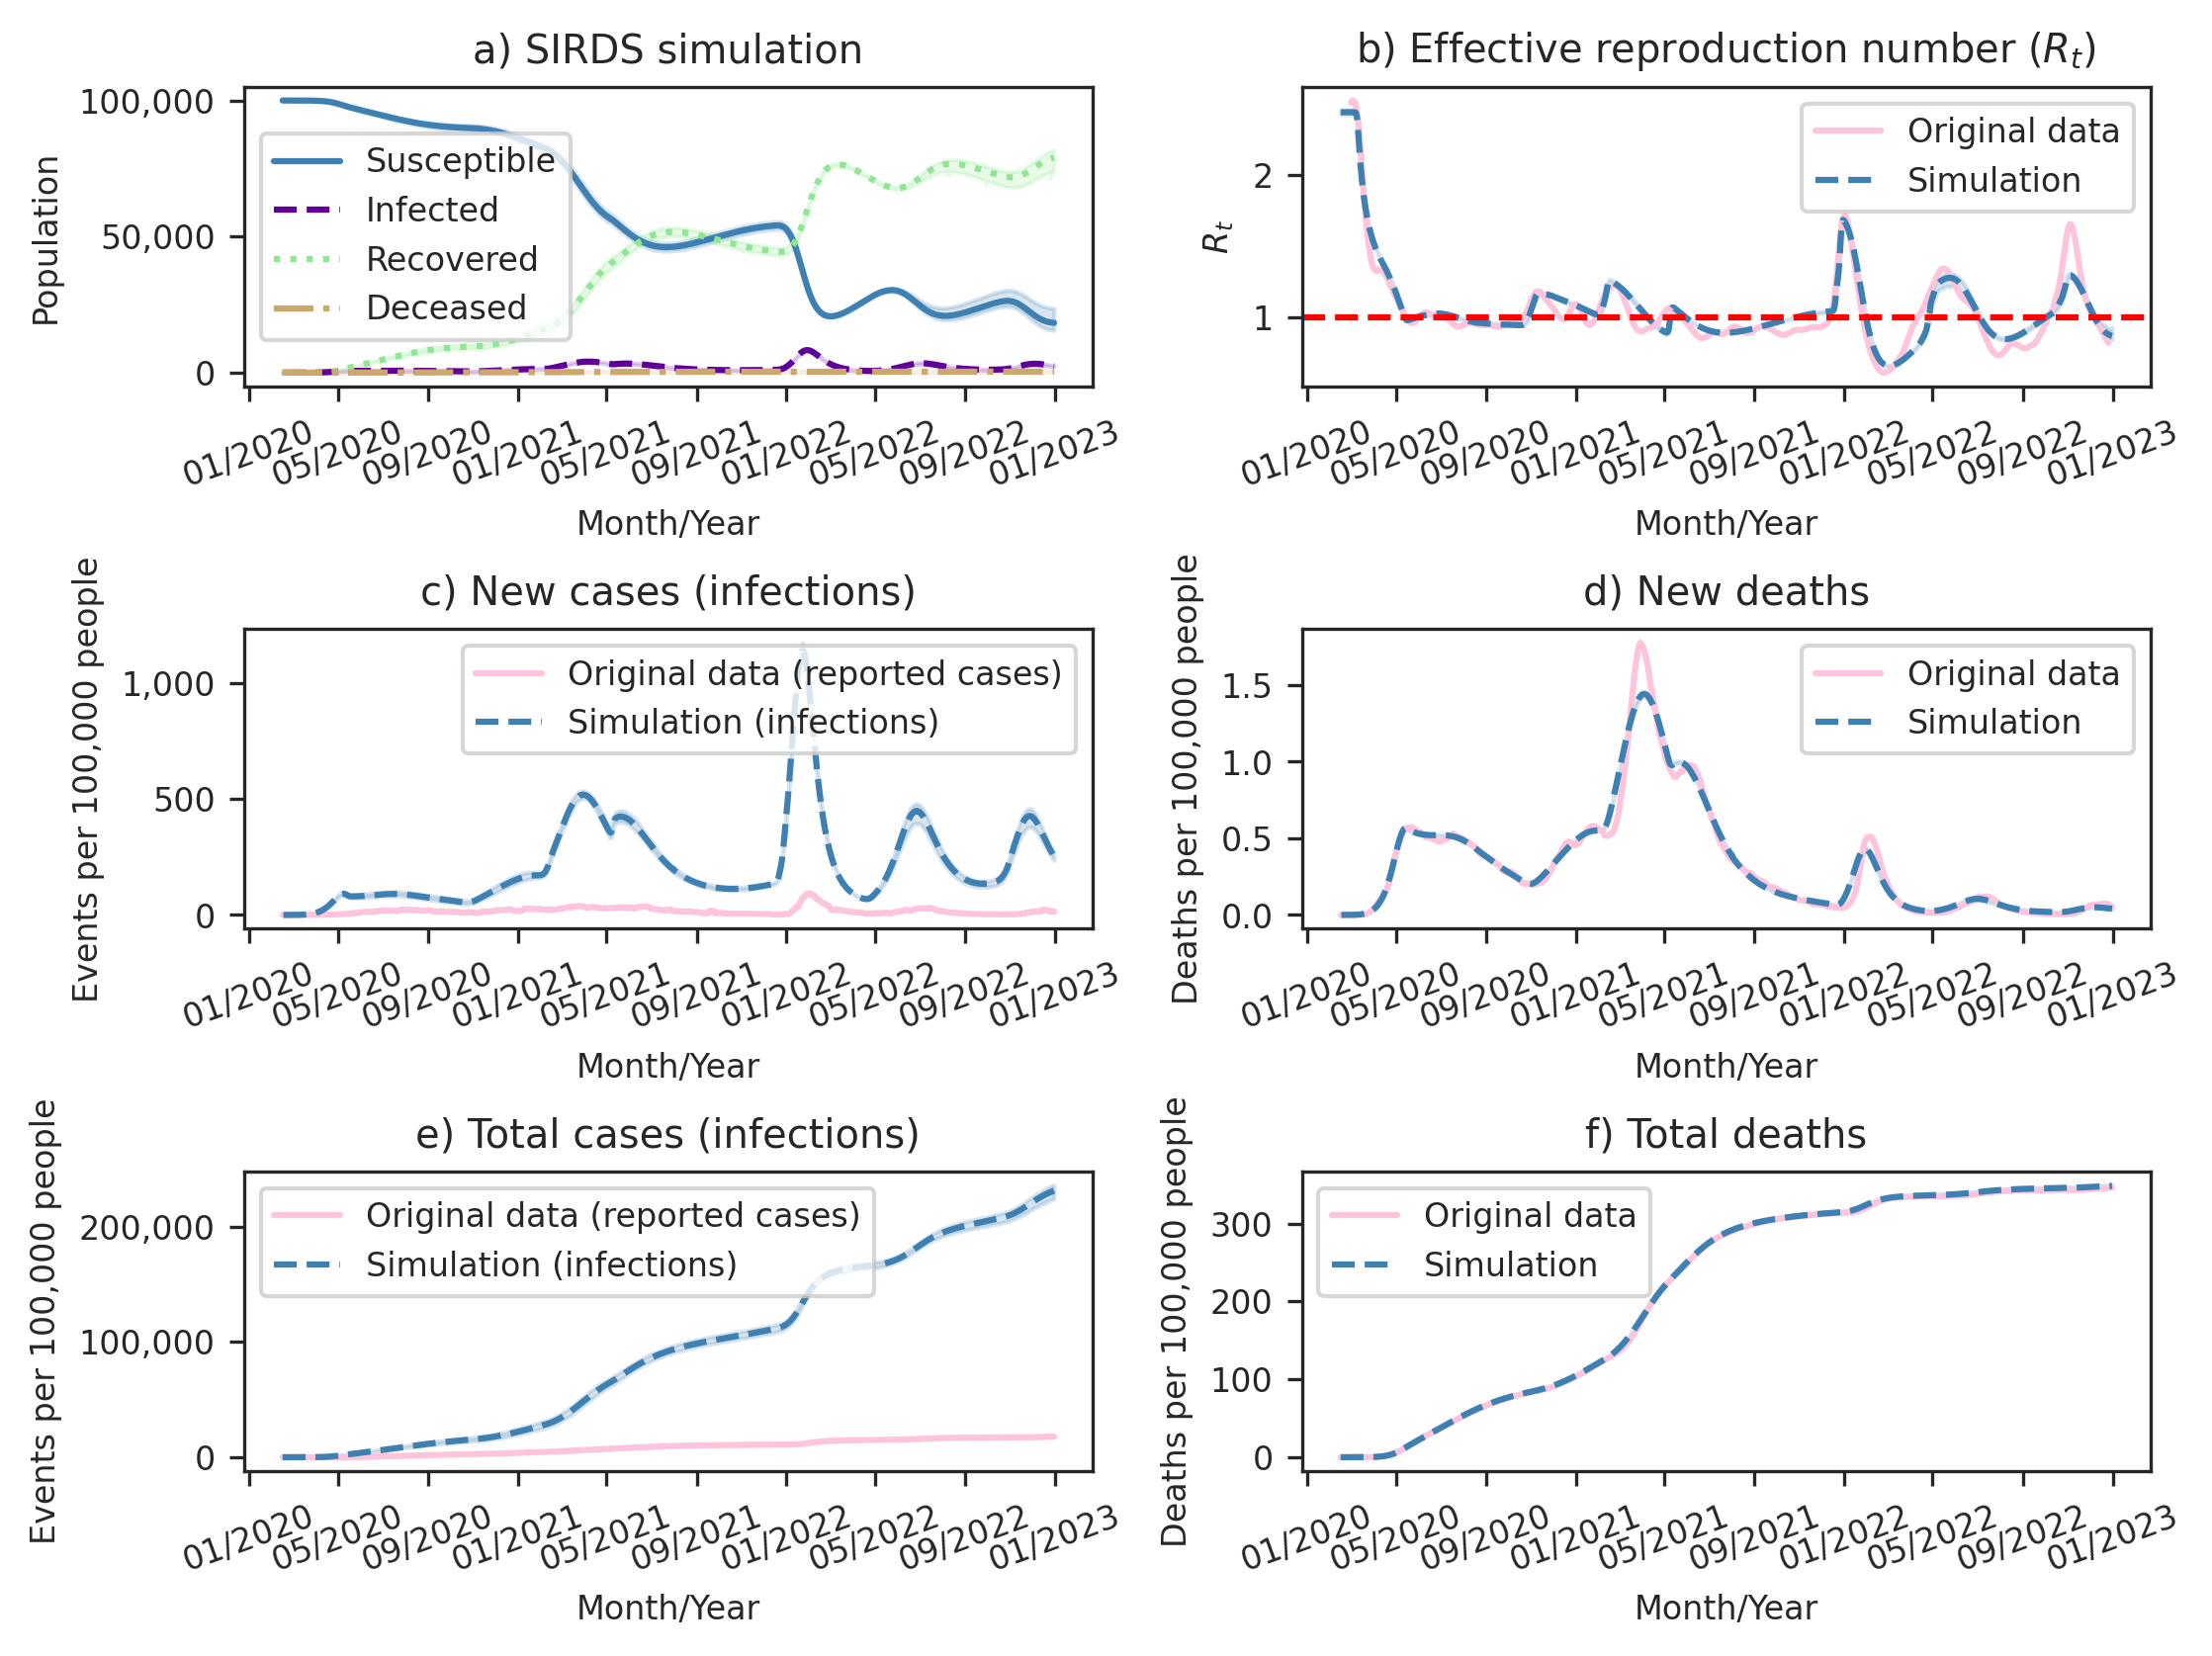 a) SIRDS simulation
Population
100,000
50,000
0
Susceptible
Infected
Recovered
Deceased
01/2020
05/2020
09/2020
01/2021
05/2021
09/2021
01/2022
05/2022
09/2022
01/2023
Month/Year
b) Effective reproduction number (Rₜ)
Rₜ
2
1
Original data
Simulation
01/2020
05/2020
09/2020
01/2021
05/2021
09/2021
01/2022
05/2022
09/2022
01/2023
Month/Year
c) New cases (infections)
Events per 100,000 people
1,000
500
0
Original data (reported cases)
Simulation (infections)
01/2020
05/2020
09/2020
01/2021
05/2021
09/2021
01/2022
05/2022
09/2022
01/2023
Month/Year
d) New deaths
Deaths per 100,000 people
1.5
1.0
0.5
0.0
Original data
Simulation
01/2020
05/2020
09/2020
01/2021
05/2021
09/2021
01/2022
05/2022
09/2022
01/2023
Month/Year
e) Total cases (infections)
Events per 100,000 people
200,000
100,000
0
Original data (reported cases)
Simulation (infections)
01/2020
05/2020
09/2020
01/2021
05/2021
09/2021
01/2022
05/2022
09/2022
01/2023
Month/Year
f) Total deaths
Deaths per 100,000 people
300
200
100
0
Original data
Simulation
01/2020
05/2020
09/2020
01/2021
05/2021
09/2021
01/2022
05/2022
09/2022
01/2023
Month/Year